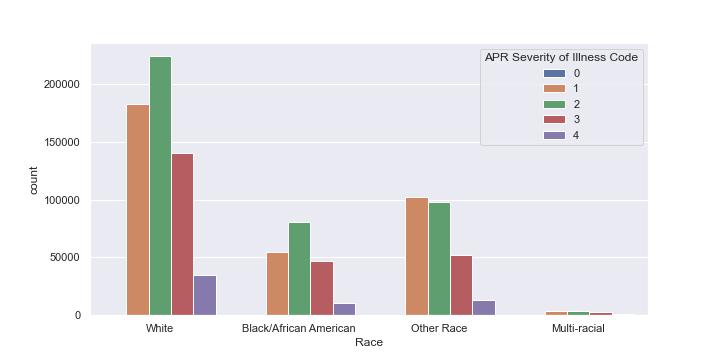 APR Severity of Illness Code
0
1
2
3
4
200000
150000
100000
50000
0
count
White
Black/African American
Other Race
Multi-racial
Race